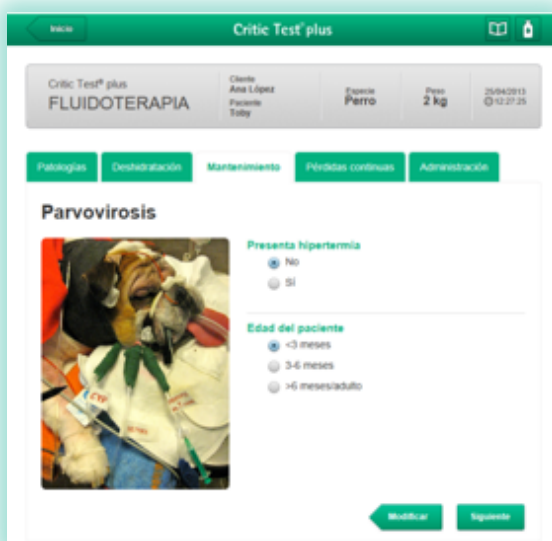 Inicio
Critic Test® plus
Critic Test® plus
FLUIDOTERAPIA
Cliente
Ana López
Paciente
Toby
Especie
Perro
Peso
2 kg
25/04/2013
12:27:25
Patologías
Deshidratación
Mantenimiento
Pérdidas continuas
Administración
Parvovirosis
Presenta hipertermia
No
Sí
Edad del paciente
<3 meses
3-6 meses
>6 meses/adulto
Modificar
Siguiente